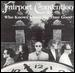 Fairport Convention
Who Knows Where The Time Goes?